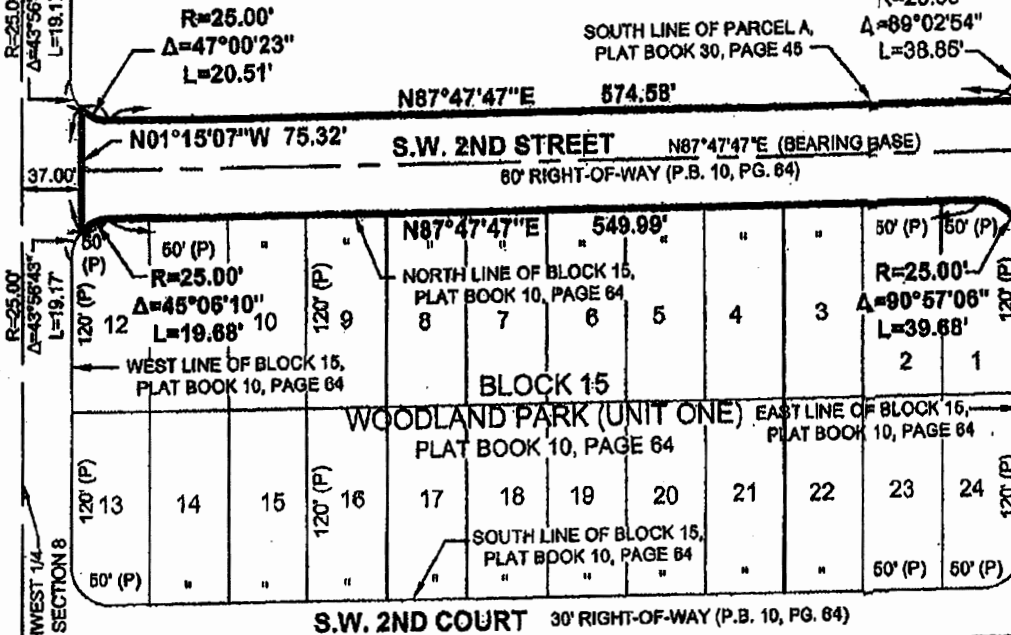 R=25.0
Δ=43°56'
L=19.1
R=25.00'
Δ=47°00'23"
L=20.51'
SOUTH LINE OF PARCEL A,
PLAT BOOK 30, PAGE 45
Δ=89°02'54"
L=38.85'
N87°47'47"E 574.58'
N01°15'07"W 75.32'
S.W. 2ND STREET N87°47'47"E (BEARING BASE)
60' RIGHT-OF-WAY (P.B. 10, PG. 64)
37.00'
N87°47'47"E 549.99'
50' (P)
50' (P) " " " " " " " 50' (P) 50' (P)
NORTH LINE OF BLOCK 15,
PLAT BOOK 10, PAGE 64
R=25.00'
Δ=45°06'10"
L=19.68'
R=25.00'
Δ=90°57'06"
L=39.68'
R=25.00'
Δ=43°56'43"
L=19.17'
120' (P)
120' (P)
120' (P)
12 10 9 8 7 6 5 4 3
2 1
WEST LINE OF BLOCK 15,
PLAT BOOK 10, PAGE 64
BLOCK 15
WOODLAND PARK (UNIT ONE)
PLAT BOOK 10, PAGE 64
EAST LINE OF BLOCK 15,
PLAT BOOK 10, PAGE 64
120' (P)
120' (P)
120' (P)
13 14 15 16 17 18 19 20 21 22 23 24
SOUTH LINE OF BLOCK 15,
PLAT BOOK 10, PAGE 64
50' (P) " " " " " " " " " 50' (P) 50' (P)
WEST 1/4
SECTION 8
S.W. 2ND COURT 30' RIGHT-OF-WAY (P.B. 10, PG. 64)